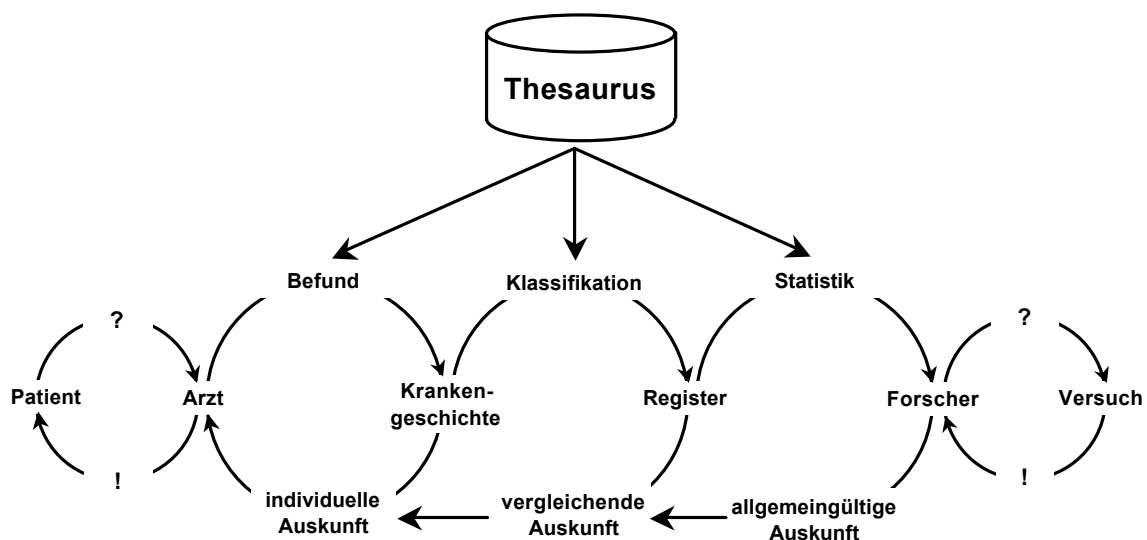 Thesaurus
Befund
Klassifikation
Statistik
?
?
Patient
Arzt
Kranken-
geschichte
Register
Forscher
Versuch
!
!
individuelle
Auskunft
vergleichende
Auskunft
allgemeingültige
Auskunft